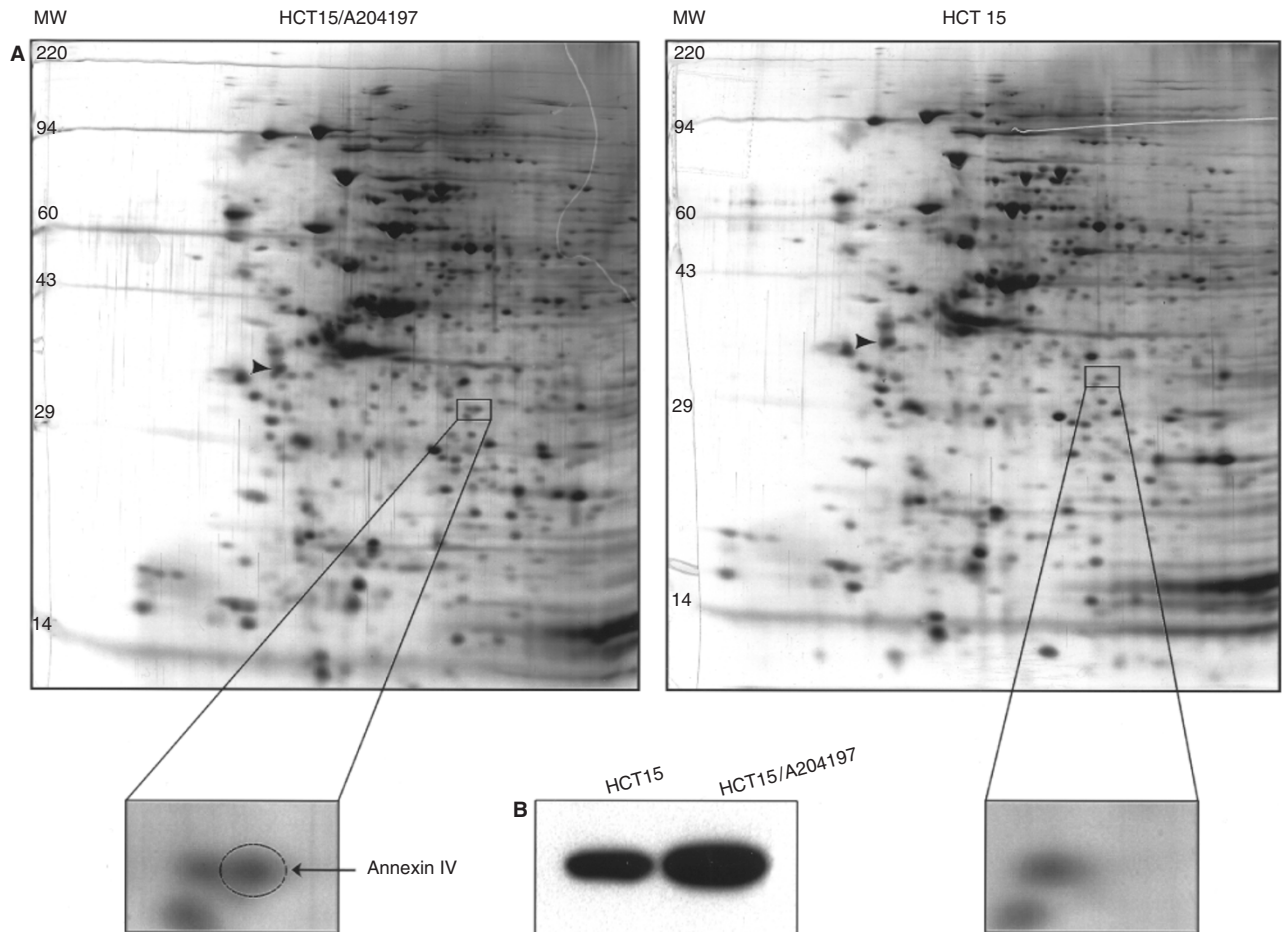 MW HCT15/A204197 MW HCT 15
A
220 220
94 94
60 60
43 43
29 29
14 14
HCT15 HCT15/A204197
B
Annexin IV